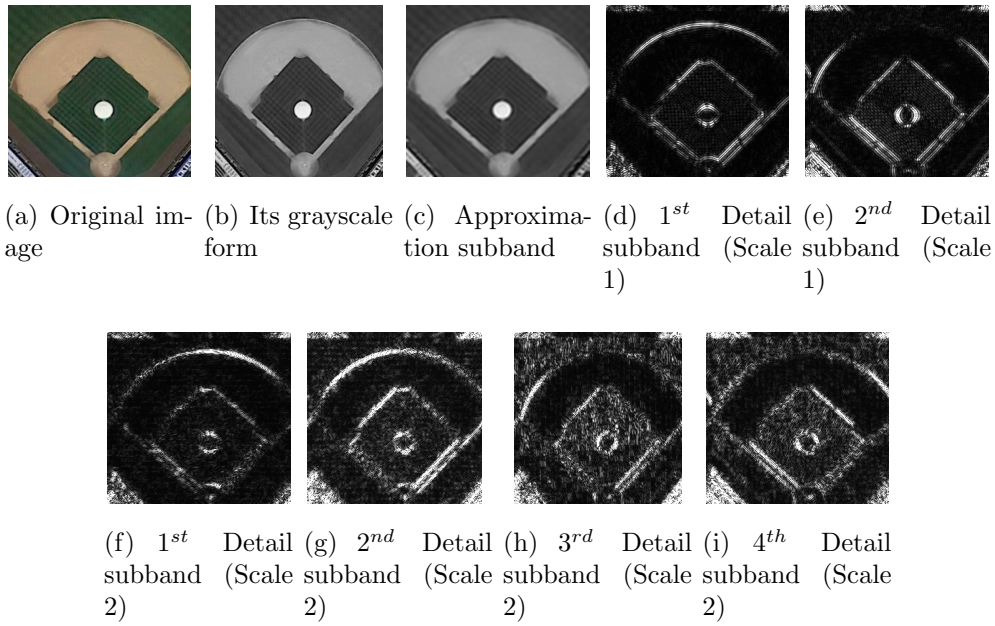 (a) Original im-
age
(b) Its grayscale
form
(c) Approxima-
tion subband
(d) 1st Detail
subband (Scale
1)
(e) 2nd Detail
subband (Scale
1)
(f) 1st Detail
subband (Scale
2)
(g) 2nd Detail
subband (Scale
2)
(h) 3rd Detail
subband (Scale
2)
(i) 4th Detail
subband (Scale
2)